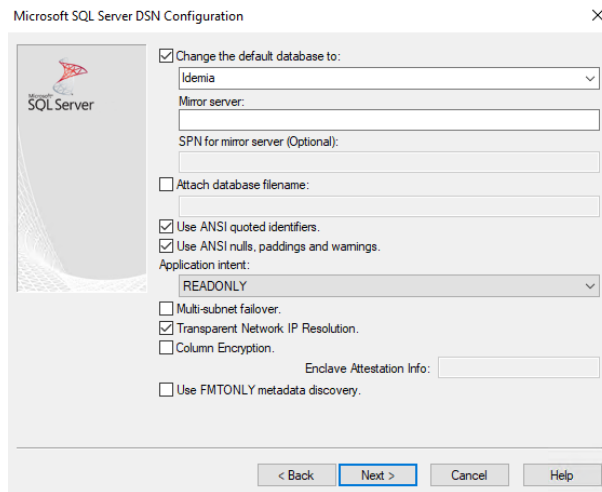 Microsoft SQL Server DSN Configuration
Change the default database to:
Idemia
Microsoft
SQL Server
Mirror server:
SPN for mirror server (Optional):
Attach database filename:
Use ANSI quoted identifiers.
Use ANSI nulls, paddings and warnings.
Application intent:
READONLY
Multi-subnet failover.
Transparent Network IP Resolution.
Column Encryption.
Enclave Attestation Info:
Use FMTONLY metadata discovery.
< Back Next > Cancel Help